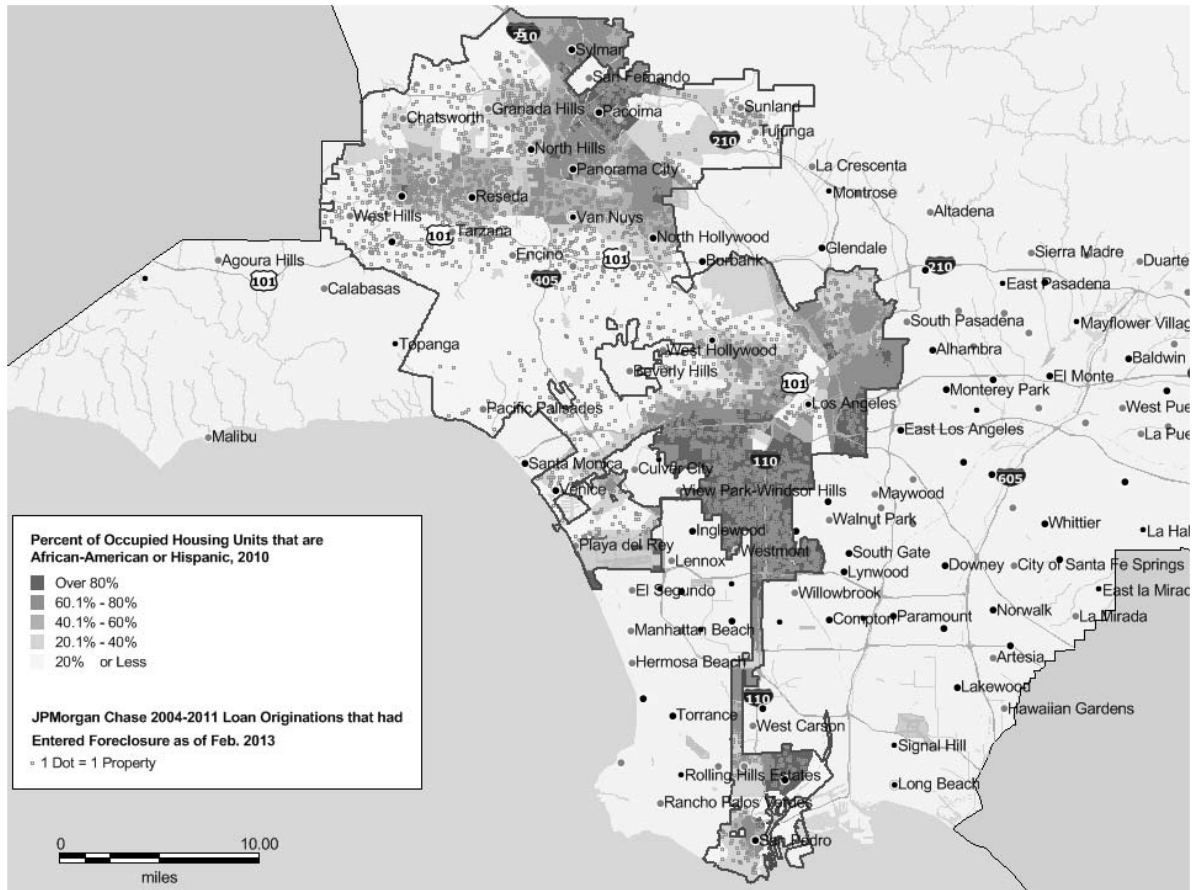 210
Sylmar
San Fernando
Granada Hills
Pacoima
Sunland
Chatsworth
Tujunga
210
North Hills
La Crescenta
Panorama City
Montrose
Reseda
Altadena
West Hills
Van Nuys
Tarzana
101
North Hollywood
Glendale
Sierra Madre
Encino
101
Burbank
Duarte
Agoura Hills
210
101
405
East Pasadena
Calabasas
South Pasadena
Mayflower Villag
Topanga
West Hollywood
Alhambra
Baldwin
Beverly Hills
El Monte
101
Monterey Park
Pacific Palisades
Los Angeles
West Pue
Malibu
East Los Angeles
La Pue
Santa Monica
Culver City
110
605
Venice
View Park-Windsor Hills
Maywood
Walnut Park
Whittier
Inglewood
La Hal
Playa del Rey
Westmont
South Gate
Lennox
Lynwood
Downey
City of Santa Fe Springs
El Segundo
Willowbrook
East la Mirad
Compton
Paramount
Norwalk
La Mirada
Manhattan Beach
Hermosa Beach
Artesia
Lakewood
110
Torrance
West Carson
Hawaiian Gardens
Signal Hill
Rolling Hills Estates
Long Beach
Rancho Palos Verdes
San Pedro
Percent of Occupied Housing Units that are
African-American or Hispanic, 2010
Over 80%
60.1% - 80%
40.1% - 60%
20.1% - 40%
20% or Less
JPMorgan Chase 2004-2011 Loan Originations that had
Entered Foreclosure as of Feb. 2013
1 Dot = 1 Property
0 10.00
miles